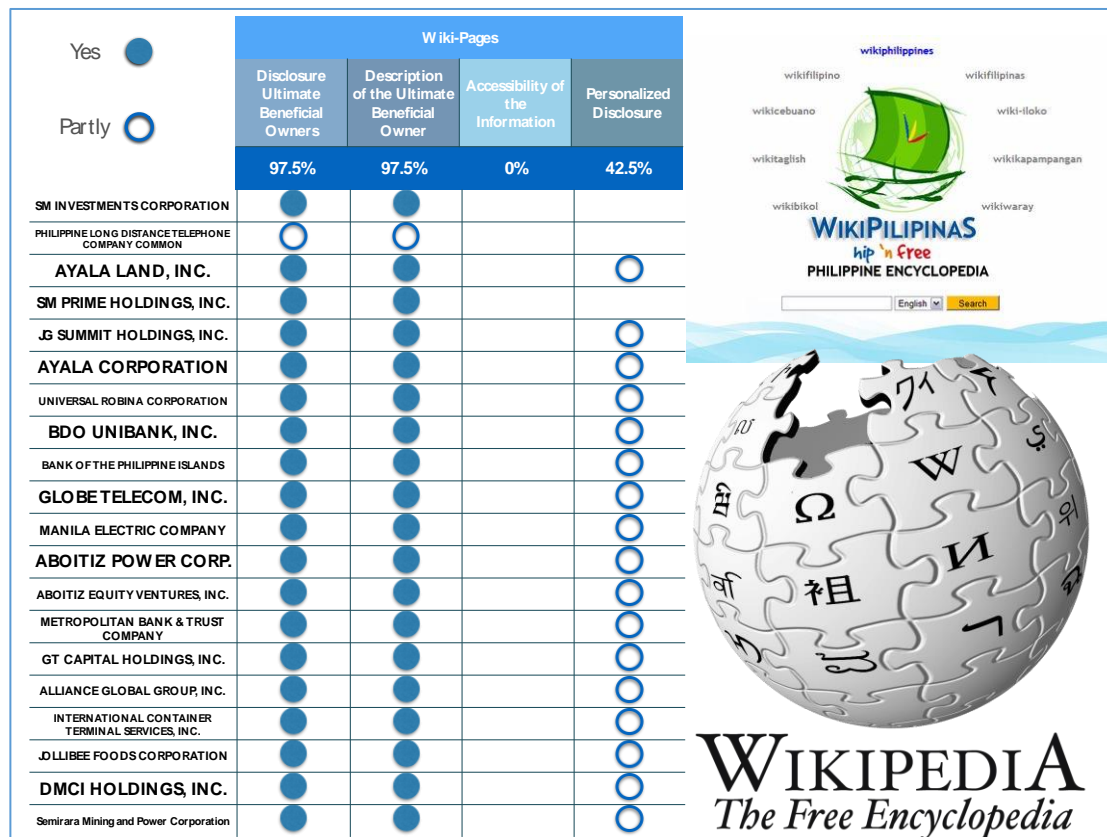 Yes
Partly
Wiki-Pages
Disclosure
Ultimate
Beneficial
Owners
Description
of the Ultimate
Beneficial
Owner
Accessibility of
the
Information
Personalized
Disclosure
97.5% 97.5% 0% 42.5%
SM INVESTMENTS CORPORATION
PHILIPPINE LONG DISTANCE TELEPHONE
COMPANY COMMON
AYALA LAND, INC.
SM PRIME HOLDINGS, INC.
JG SUMMIT HOLDINGS, INC.
AYALA CORPORATION
UNIVERSAL ROBINA CORPORATION
BDO UNIBANK, INC.
BANK OF THE PHILIPPINE ISLANDS
GLOBE TELECOM, INC.
MANILA ELECTRIC COMPANY
ABOITIZ POWER CORP.
ABOITIZ EQUITY VENTURES, INC.
METROPOLITAN BANK & TRUST
COMPANY
GT CAPITAL HOLDINGS, INC.
ALLIANCE GLOBAL GROUP, INC.
INTERNATIONAL CONTAINER
TERMINAL SERVICES, INC.
JOLLIBEE FOODS CORPORATION
DMCI HOLDINGS, INC.
Semirara Mining and Power Corporation
wikiphilippines
wikifilipino wikifilipinas
wikicebuano wiki-iloko
wikitaglish wikikapampangan
wikibikol wikiwaray
WIKIPILIPINAS
hip 'n free
PHILIPPINE ENCYCLOPEDIA
English Search
Ω W И
祖
위
WIKIPEDIA
The Free Encyclopedia